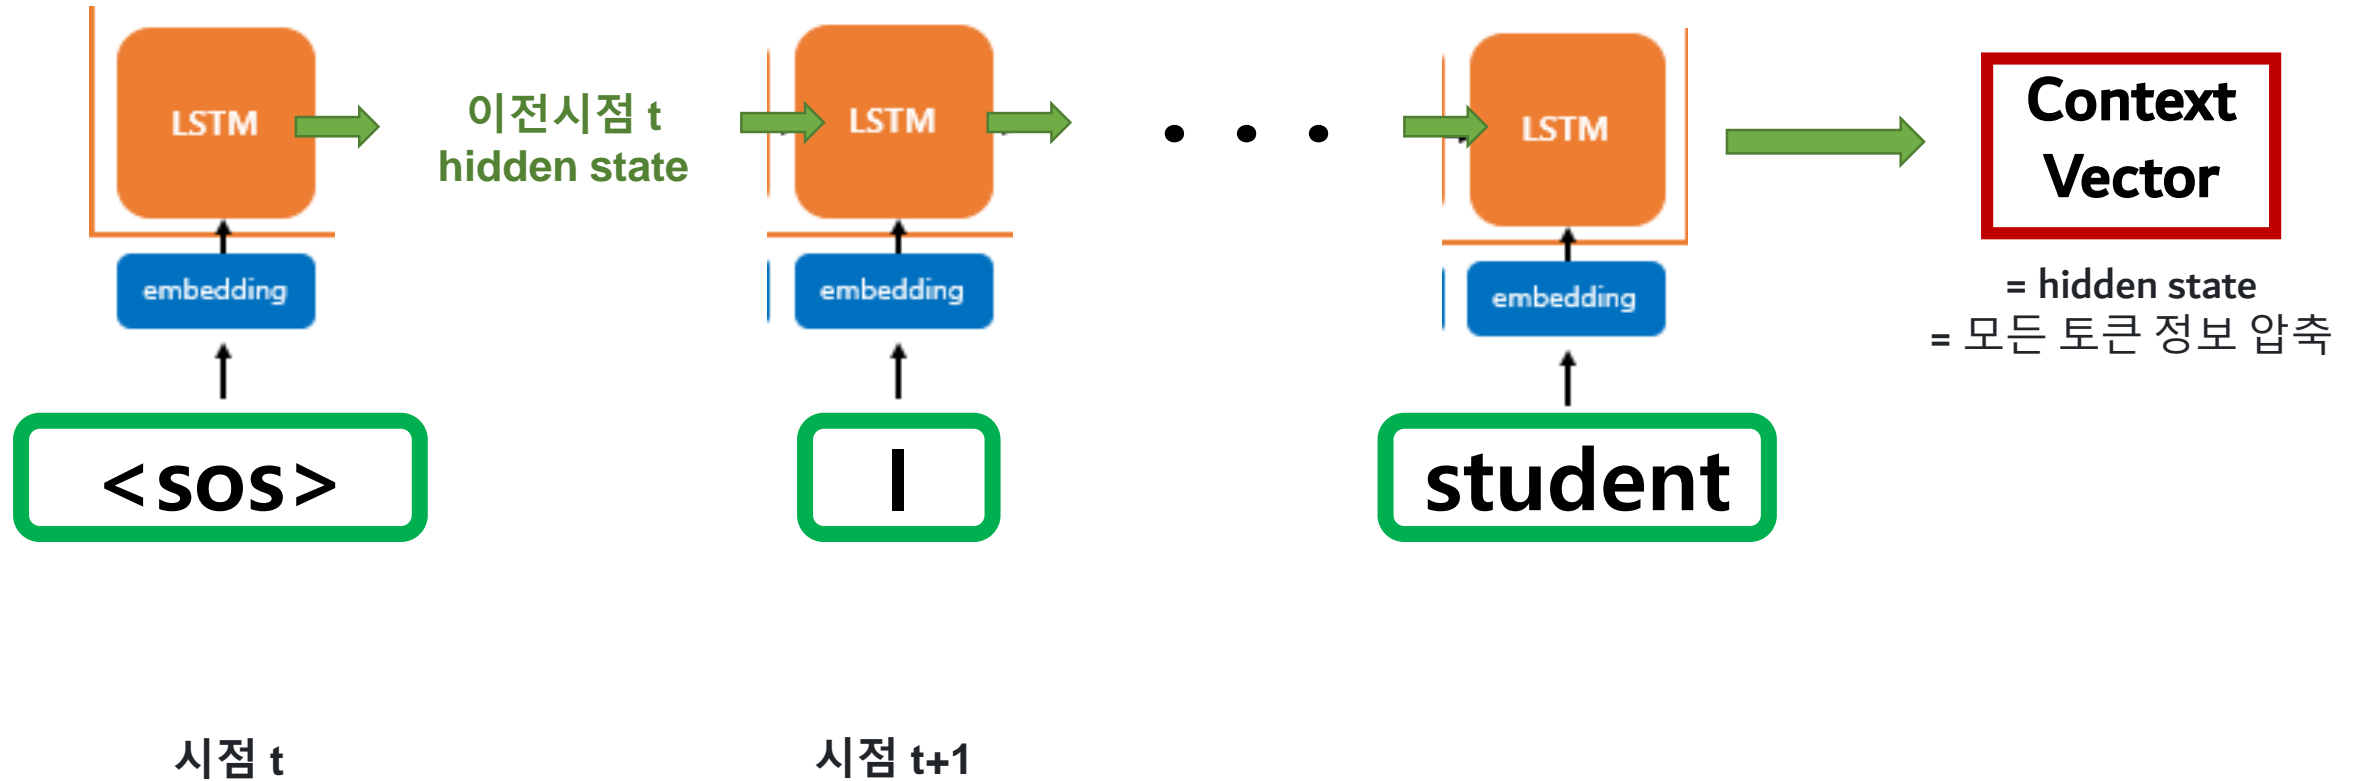 LSTM
이전시점 t
hidden state
LSTM
LSTM
Context
Vector
embedding
embedding
embedding
= hidden state
= 모든 토큰 정보 압축
<sos>
I
student
시점 t
시점 t+1